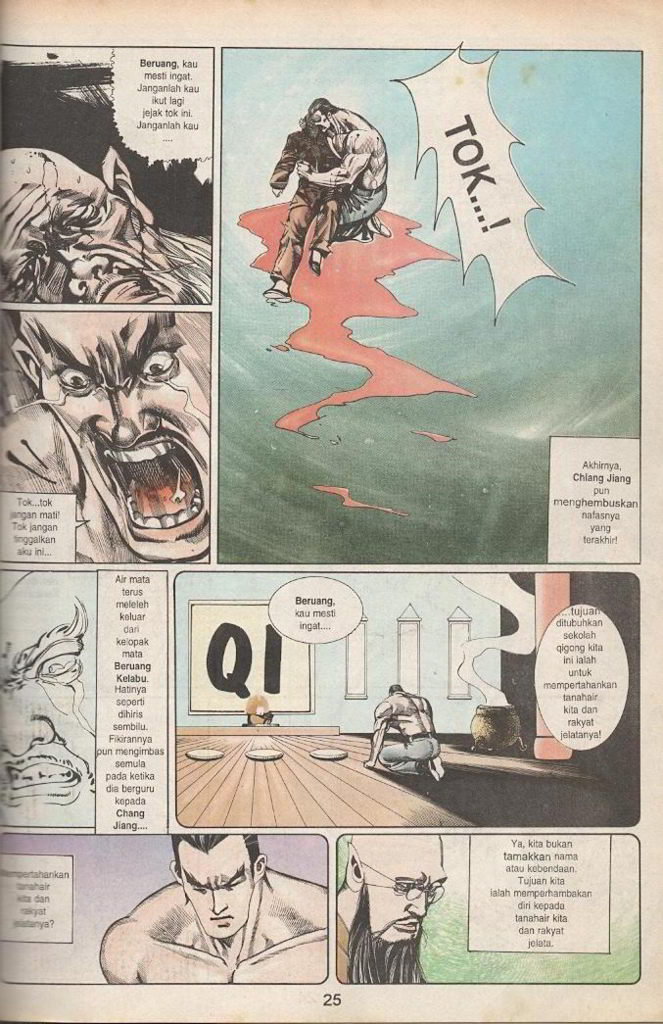 Beruang, kau
mesti ingat.
Janganlah kau
ikut lagi
jejak tok ini.
Janganlah kau
....
TOK...!
Tok...tok
jangan mati!
Tok jangan
tinggalkan
aku ini...
Akhirnya,
Chiang Jiang
pun
menghembuskan
nafasnya
yang
terakhir!
Air mata
terus
meleleh
keluar
dari
kelopak
mata
Beruang
Kelabu.
Hatinya
seperti
dihiris
sembilu.
Fikirannya
pun mengimbas
semula
pada ketika
dia berguru
kepada
Chang
Jiang....
QI
Beruang,
kau mesti
ingat....
....tujuan
ditubuhkan
sekolah
qigong kita
ini ialah
untuk
mempertahankan
tanahair
kita dan
rakyat
jelatanya!
Mempertahankan
tanahair
kita dan
rakyat
jelatanya?
Ya, kita bukan
tamakkan nama
atau kebendaan.
Tujuan kita
ialah memperhambakan
diri kepada
tanahair kita
dan rakyat
jelata.
25